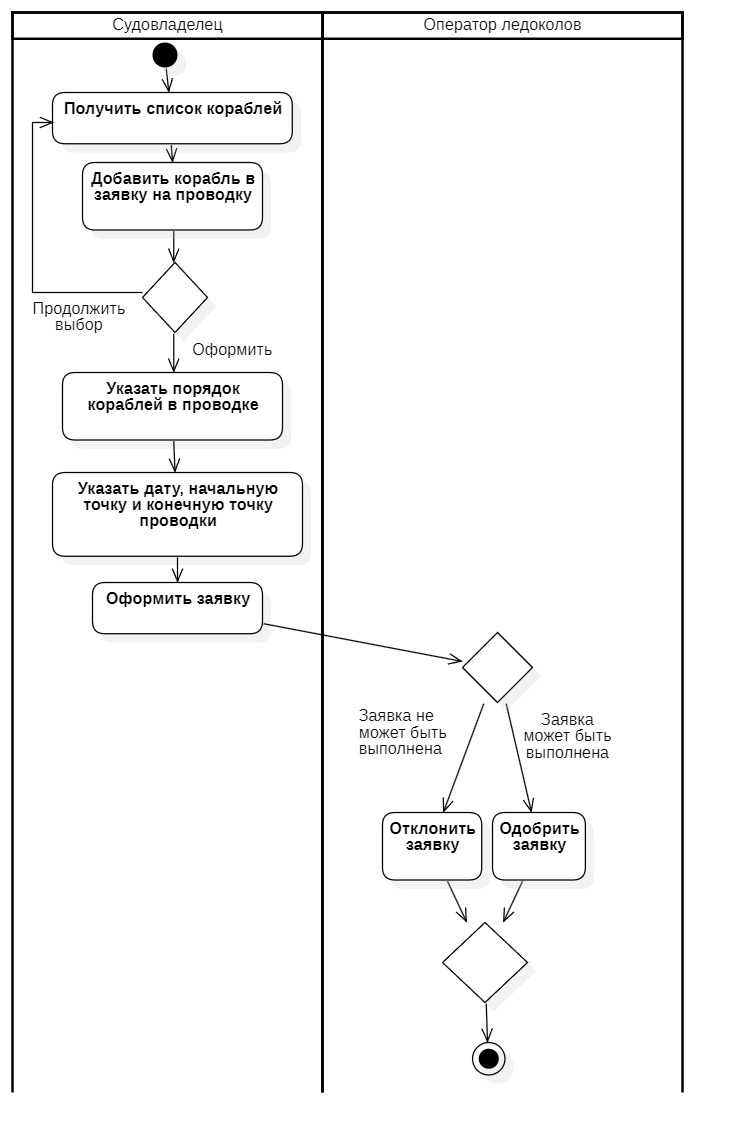 Судовладелец
Оператор ледоколов
Получить список кораблей
Добавить корабль в
заявку на проводку
Продолжить
выбор
Оформить
Указать порядок
кораблей в проводке
Указать дату, начальную
точку и конечную точку
проводки
Оформить заявку
Заявка не
может быть
выполнена
Заявка
может быть
выполнена
Отклонить
заявку
Одобрить
заявку